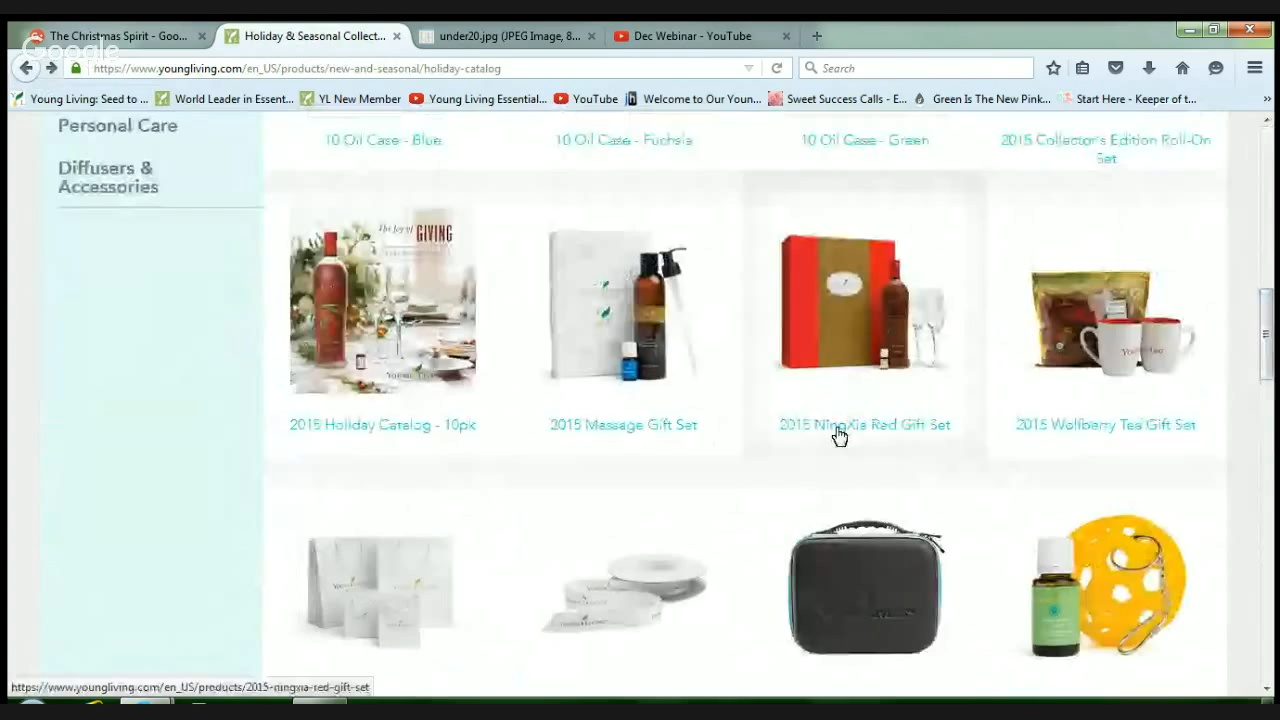 The Christmas Spirit - Goo...
Holiday & Seasonal Collect...
under20.jpg (JPEG Image, 8...
Dec Webinar - YouTube
Google
https://www.youngliving.com/en_US/products/new-and-seasonal/holiday-catalog
Search
Young Living: Seed to ...
World Leader in Essent...
YL New Member
Young Living Essential...
YouTube
Welcome to Our Youn...
Sweet Success Calls - E...
Green Is The New Pink...
Start Here - Keeper of t...
Personal Care
Diffusers &
Accessories
10 Oil Case - Blue
10 Oil Case - Fuchsia
10 Oil Case - Green
2015 Collector's Edition Roll-On
Set
The Joy of
GIVING
2015 Holiday Catalog - 10pk
2015 Massage Gift Set
2015 NingXia Red Gift Set
2015 Wolfberry Tea Gift Set
https://www.youngliving.com/en_US/products/2015-ningxia-red-gift-set